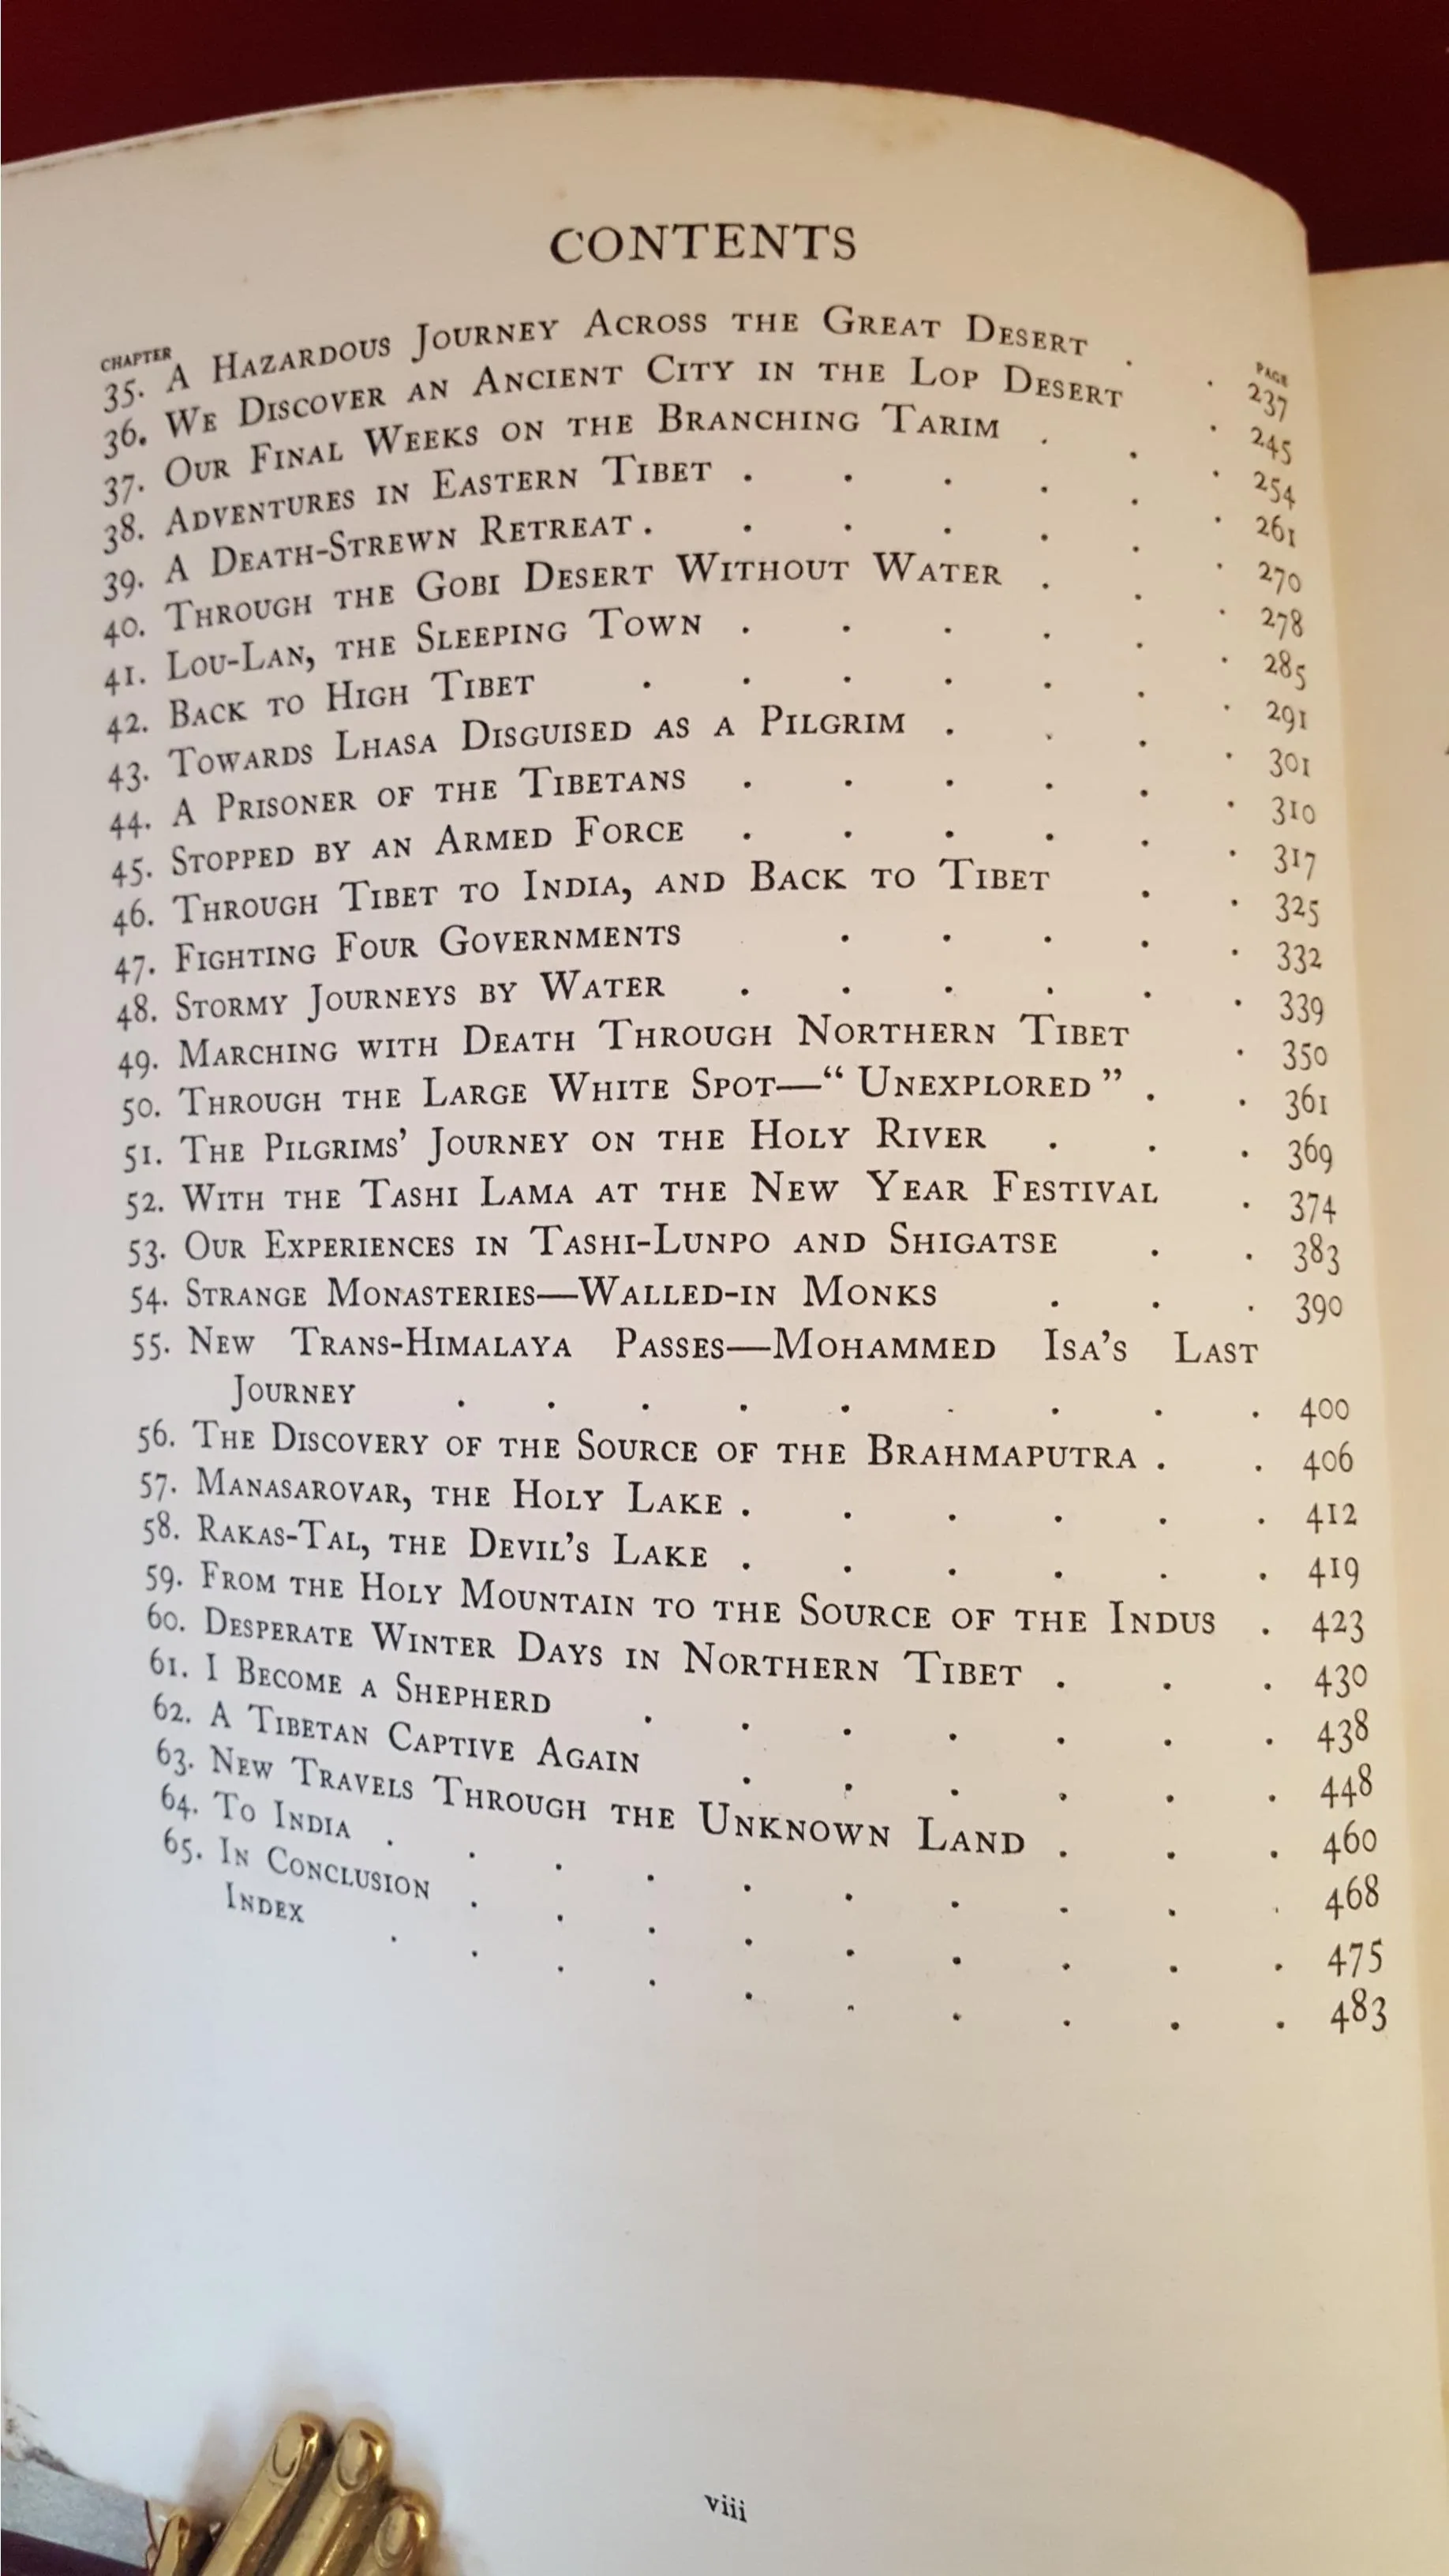 CONTENTS
CHAPTER PAGE
35. A Hazardous Journey Across the Great Desert . . 237
36. We Discover an Ancient City in the Lop Desert . 245
37. Our Final Weeks on the Branching Tarim . . . 254
38. Adventures in Eastern Tibet . . . . . . 261
39. A Death-Strewn Retreat . . . . . . . 270
40. Through the Gobi Desert Without Water . . . 278
41. Lou-Lan, the Sleeping Town . . . . . . 285
42. Back to High Tibet . . . . . . . 291
43. Towards Lhasa Disguised as a Pilgrim . . . . 301
44. A Prisoner of the Tibetans . . . . . . 310
45. Stopped by an Armed Force . . . . . . 317
46. Through Tibet to India, and Back to Tibet . . 325
47. Fighting Four Governments . . . . . 332
48. Stormy Journeys by Water . . . . . . 339
49. Marching with Death Through Northern Tibet . 350
50. Through the Large White Spot—“Unexplored” . . 361
51. The Pilgrims’ Journey on the Holy River . . . 369
52. With the Tashi Lama at the New Year Festival . 374
53. Our Experiences in Tashi-Lunpo and Shigatse . . 383
54. Strange Monasteries—Walled-in Monks . . . 390
55. New Trans-Himalaya Passes—Mohammed Isa’s Last
Journey . . . . . . . . . 400
56. The Discovery of the Source of the Brahmaputra . . 406
57. Manasarovar, the Holy Lake . . . . . . 412
58. Rakas-Tal, the Devil’s Lake . . . . . . 419
59. From the Holy Mountain to the Source of the Indus . 423
60. Desperate Winter Days in Northern Tibet . . . 430
61. I Become a Shepherd . . . . . . . 438
62. A Tibetan Captive Again . . . . . . 448
63. New Travels Through the Unknown Land . . . 460
64. To India . . . . . . . . . . 468
65. In Conclusion . . . . . . . . . 475
Index . . . . . . . . . . 483
viii